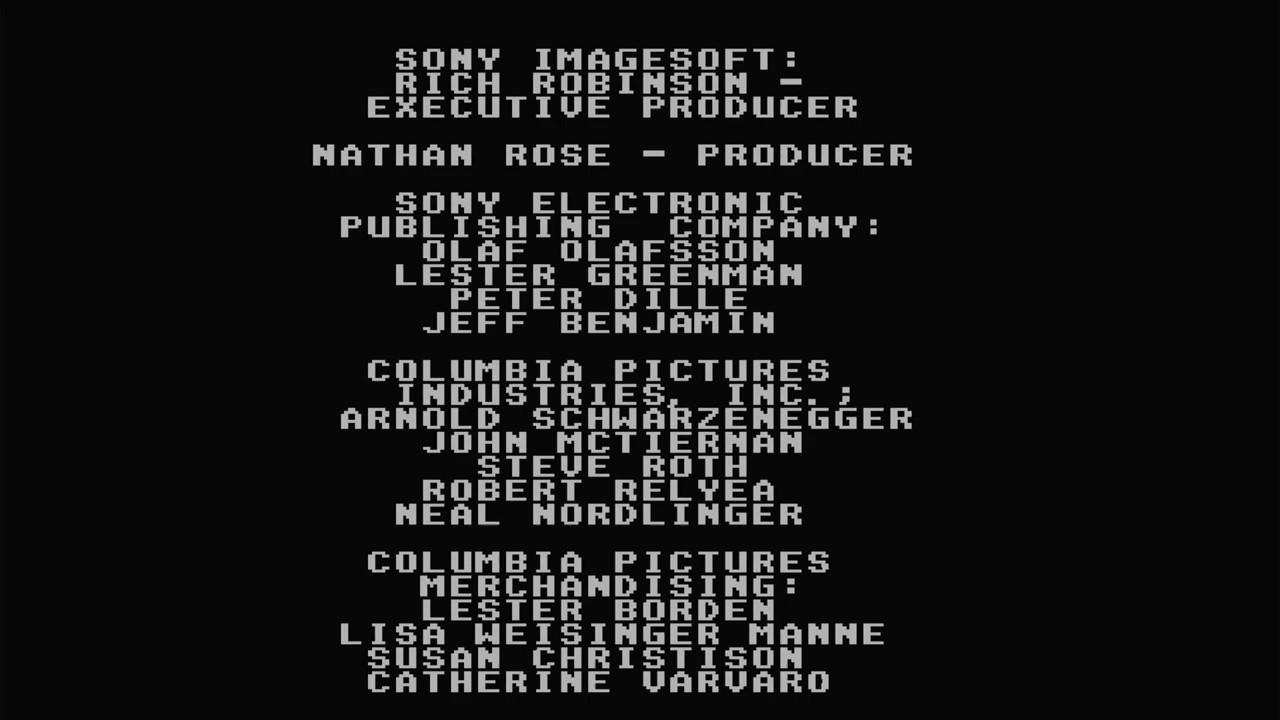 SONY IMAGESOFT:
RICH ROBINSON -
EXECUTIVE PRODUCER
NATHAN ROSE - PRODUCER
SONY ELECTRONIC
PUBLISHING COMPANY:
OLAF OLAFSSON
LESTER GREENMAN
PETER DILLE
JEFF BENJAMIN
COLUMBIA PICTURES
INDUSTRIES, INC.;
ARNOLD SCHWARZENEGGER
JOHN MCTIERNAN
STEVE ROTH
ROBERT RELYEA
NEAL NORDLINGER
COLUMBIA PICTURES
MERCHANDISING:
LESTER BORDEN
LISA WEISINGER MANNE
SUSAN CHRISTISON
CATHERINE VARVARO